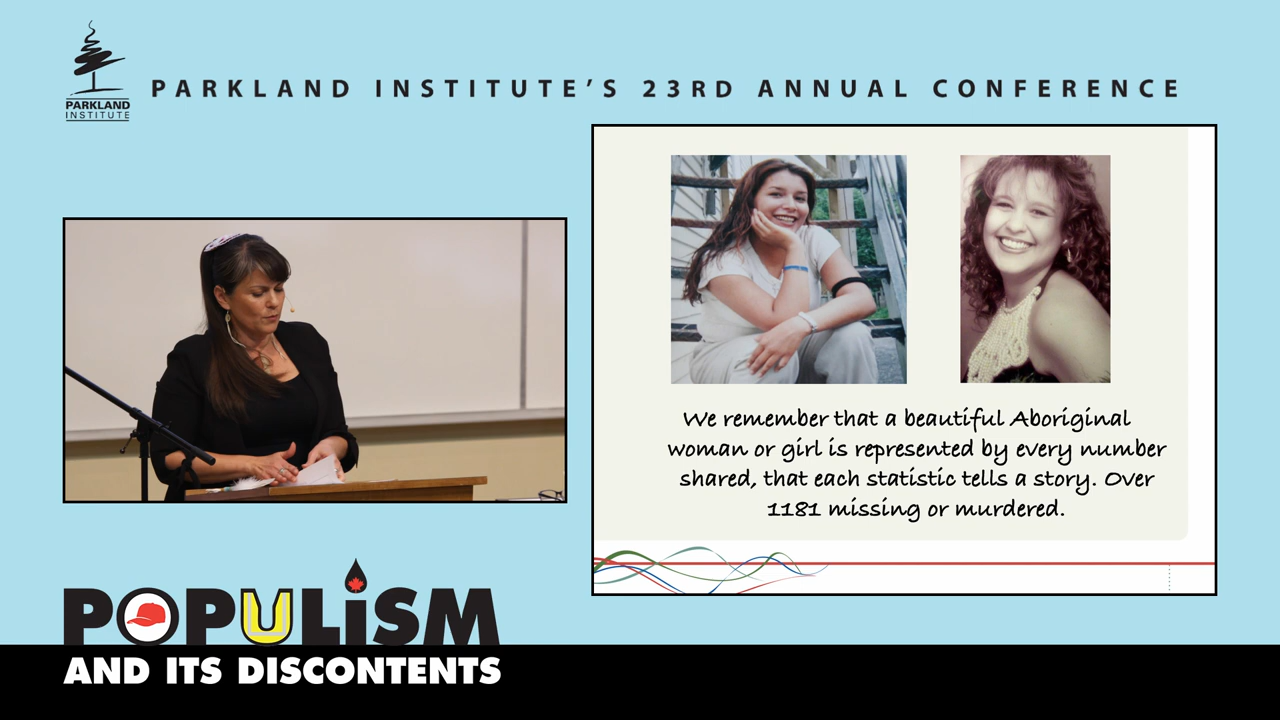 PARKLAND
INSTITUTE
PARKLAND INSTITUTE'S 23RD ANNUAL CONFERENCE
We remember that a beautiful Aboriginal
woman or girl is represented by every number
shared, that each statistic tells a story. Over
1181 missing or murdered.
POPULiSM
AND ITS DISCONTENTS